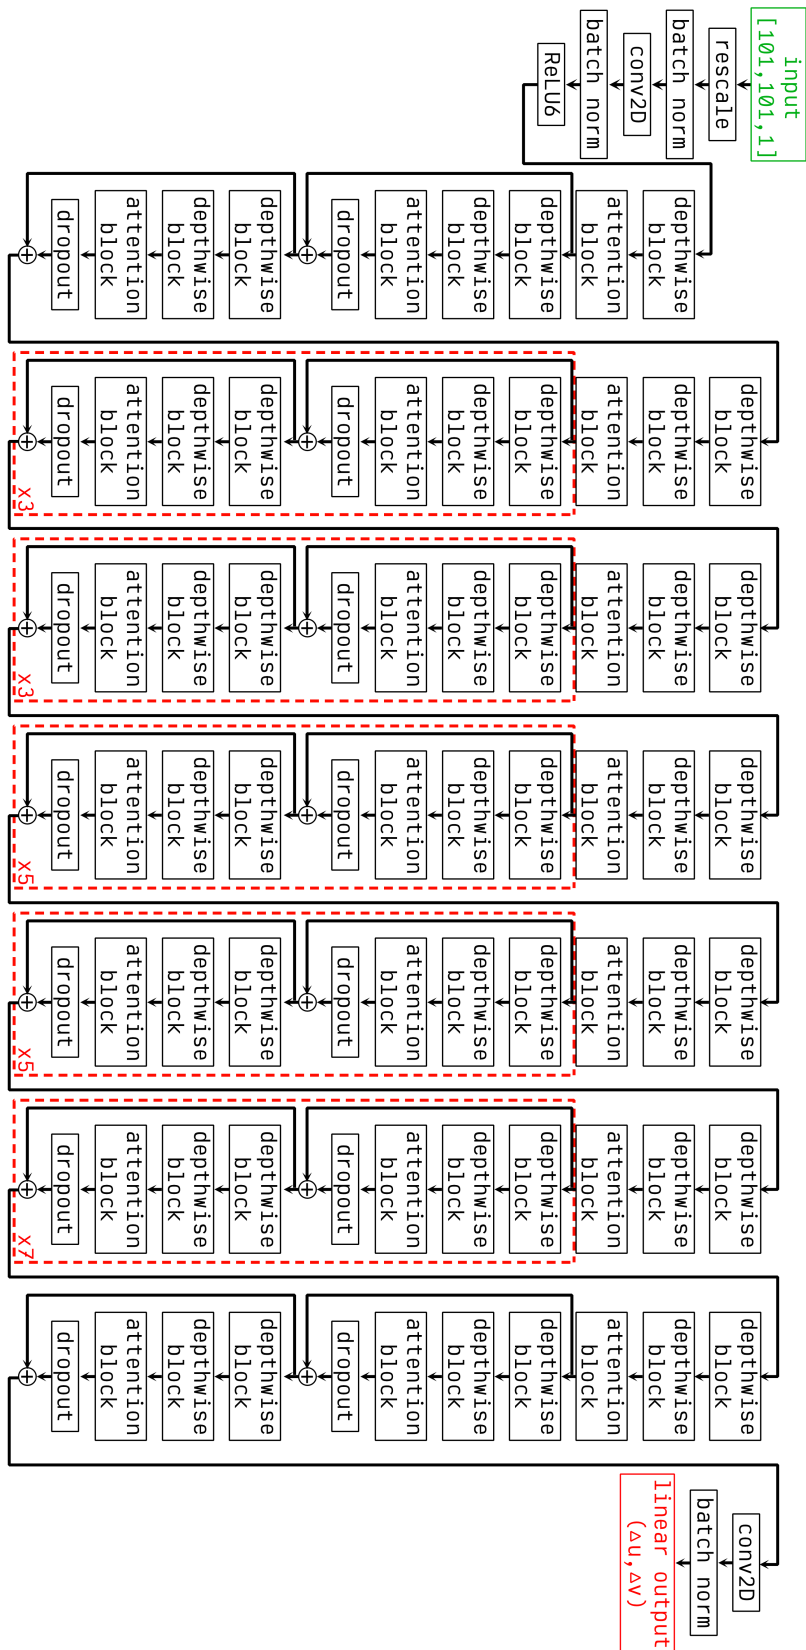 input
[101,101,1]
rescale
batch norm
conv2D
batch norm
ReLU6
depthwise
block
attention
block
depthwise
block
depthwise
block
attention
block
dropout
depthwise
block
depthwise
block
attention
block
dropout
depthwise
block
depthwise
block
attention
block
depthwise
block
depthwise
block
attention
block
dropout
depthwise
block
depthwise
block
attention
block
dropout
x3
depthwise
block
depthwise
block
attention
block
depthwise
block
depthwise
block
attention
block
dropout
depthwise
block
depthwise
block
attention
block
dropout
x3
depthwise
block
depthwise
block
attention
block
depthwise
block
depthwise
block
attention
block
dropout
depthwise
block
depthwise
block
attention
block
dropout
x5
depthwise
block
depthwise
block
attention
block
depthwise
block
depthwise
block
attention
block
dropout
depthwise
block
depthwise
block
attention
block
dropout
x5
depthwise
block
depthwise
block
attention
block
depthwise
block
depthwise
block
attention
block
dropout
depthwise
block
depthwise
block
attention
block
dropout
x7
depthwise
block
depthwise
block
attention
block
depthwise
block
depthwise
block
attention
block
dropout
depthwise
block
depthwise
block
attention
block
dropout
conv2D
batch norm
linear output
(Δu,Δv)